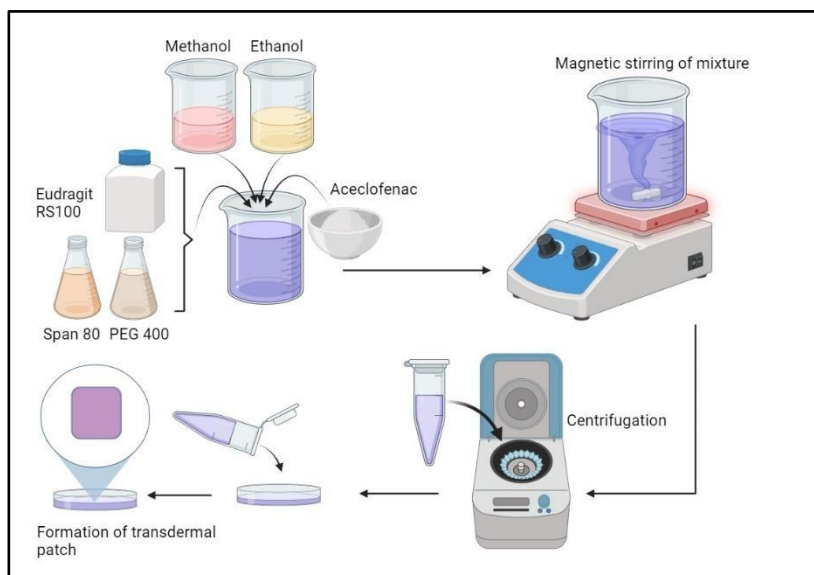 Methanol
Ethanol
Magnetic stirring of mixture
Eudragit
RS100
Aceclofenac
Span 80
PEG 400
Centrifugation
Formation of transdermal
patch